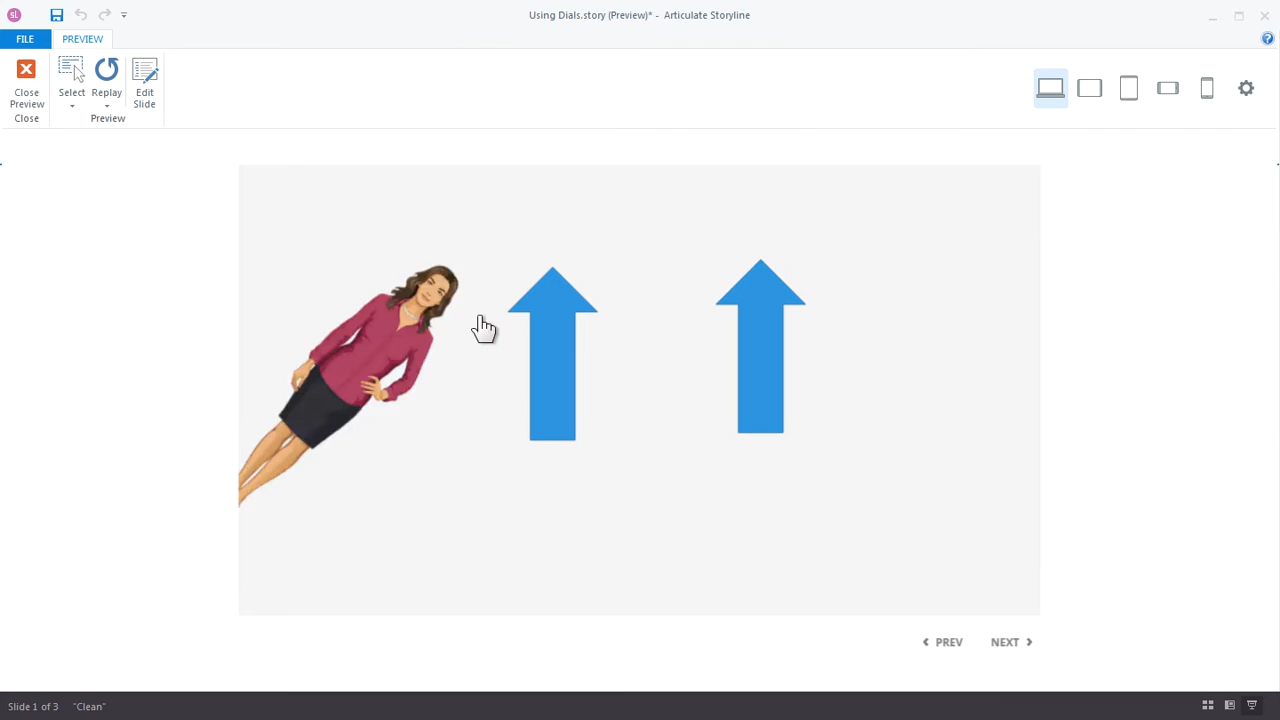 sl
Using Dials.story (Preview)* - Articulate Storyline
FILE
PREVIEW
Close Preview
Select
Replay
Edit Slide
Close
Preview
PREV
NEXT
Slide 1 of 3
"Clean"